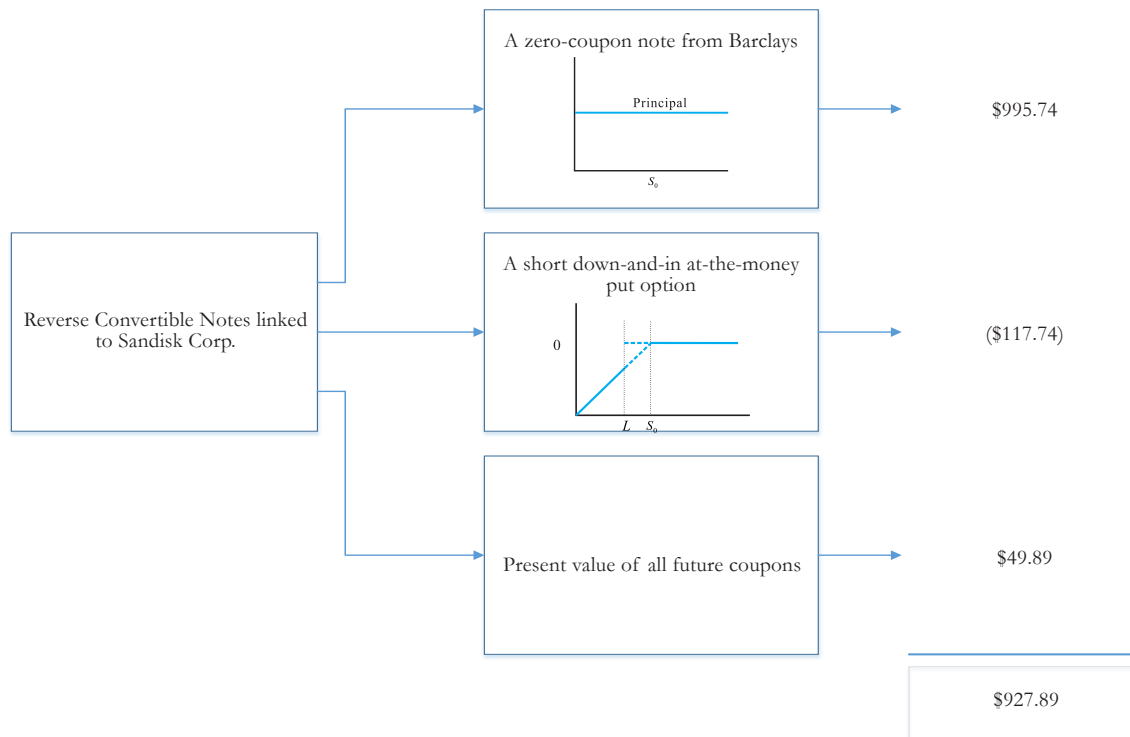 A zero-coupon note from Barclays
Principal
S₀
$995.74
Reverse Convertible Notes linked
to Sandisk Corp.
A short down-and-in at-the-money
put option
0
L S₀
($117.74)
Present value of all future coupons
$49.89
$927.89